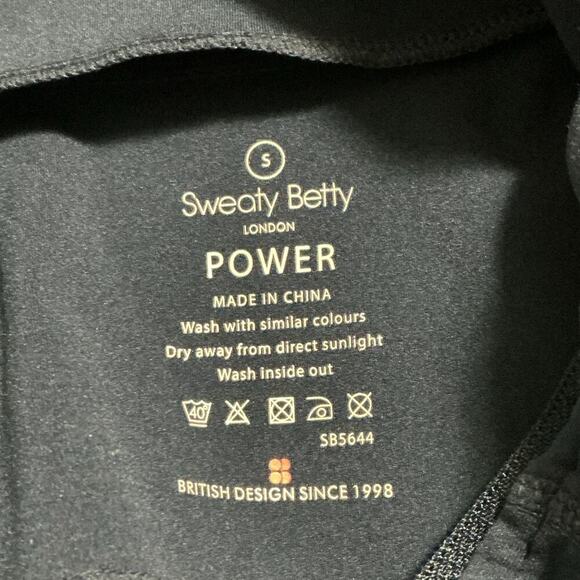 S
Sweaty Betty
LONDON
POWER
MADE IN CHINA
Wash with similar colours
Dry away from direct sunlight
Wash inside out
40°
SB5644
BRITISH DESIGN SINCE 1998